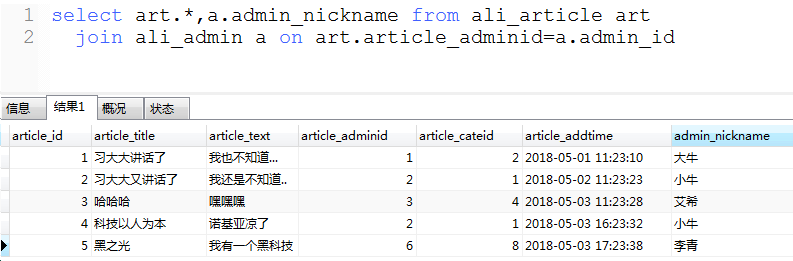 1 select art.*,a.admin_nickname from ali_article art
2 join ali_admin a on art.article_adminid=a.admin_id
信息 结果1 概况 状态
article_id article_title article_text article_adminid article_cateid article_addtime admin_nickname
1 习大大讲话了 我也不知道... 1 2 2018-05-01 11:23:10 大牛
2 习大大又讲话了 我还是不知道.. 2 1 2018-05-02 11:23:23 小牛
3 哈哈哈 嘿嘿嘿 3 4 2018-05-03 11:23:28 艾希
4 科技以人为本 诺基亚凉了 2 1 2018-05-03 16:23:32 小牛
5 黑之光 我有一个黑科技 6 8 2018-05-03 17:23:38 李青